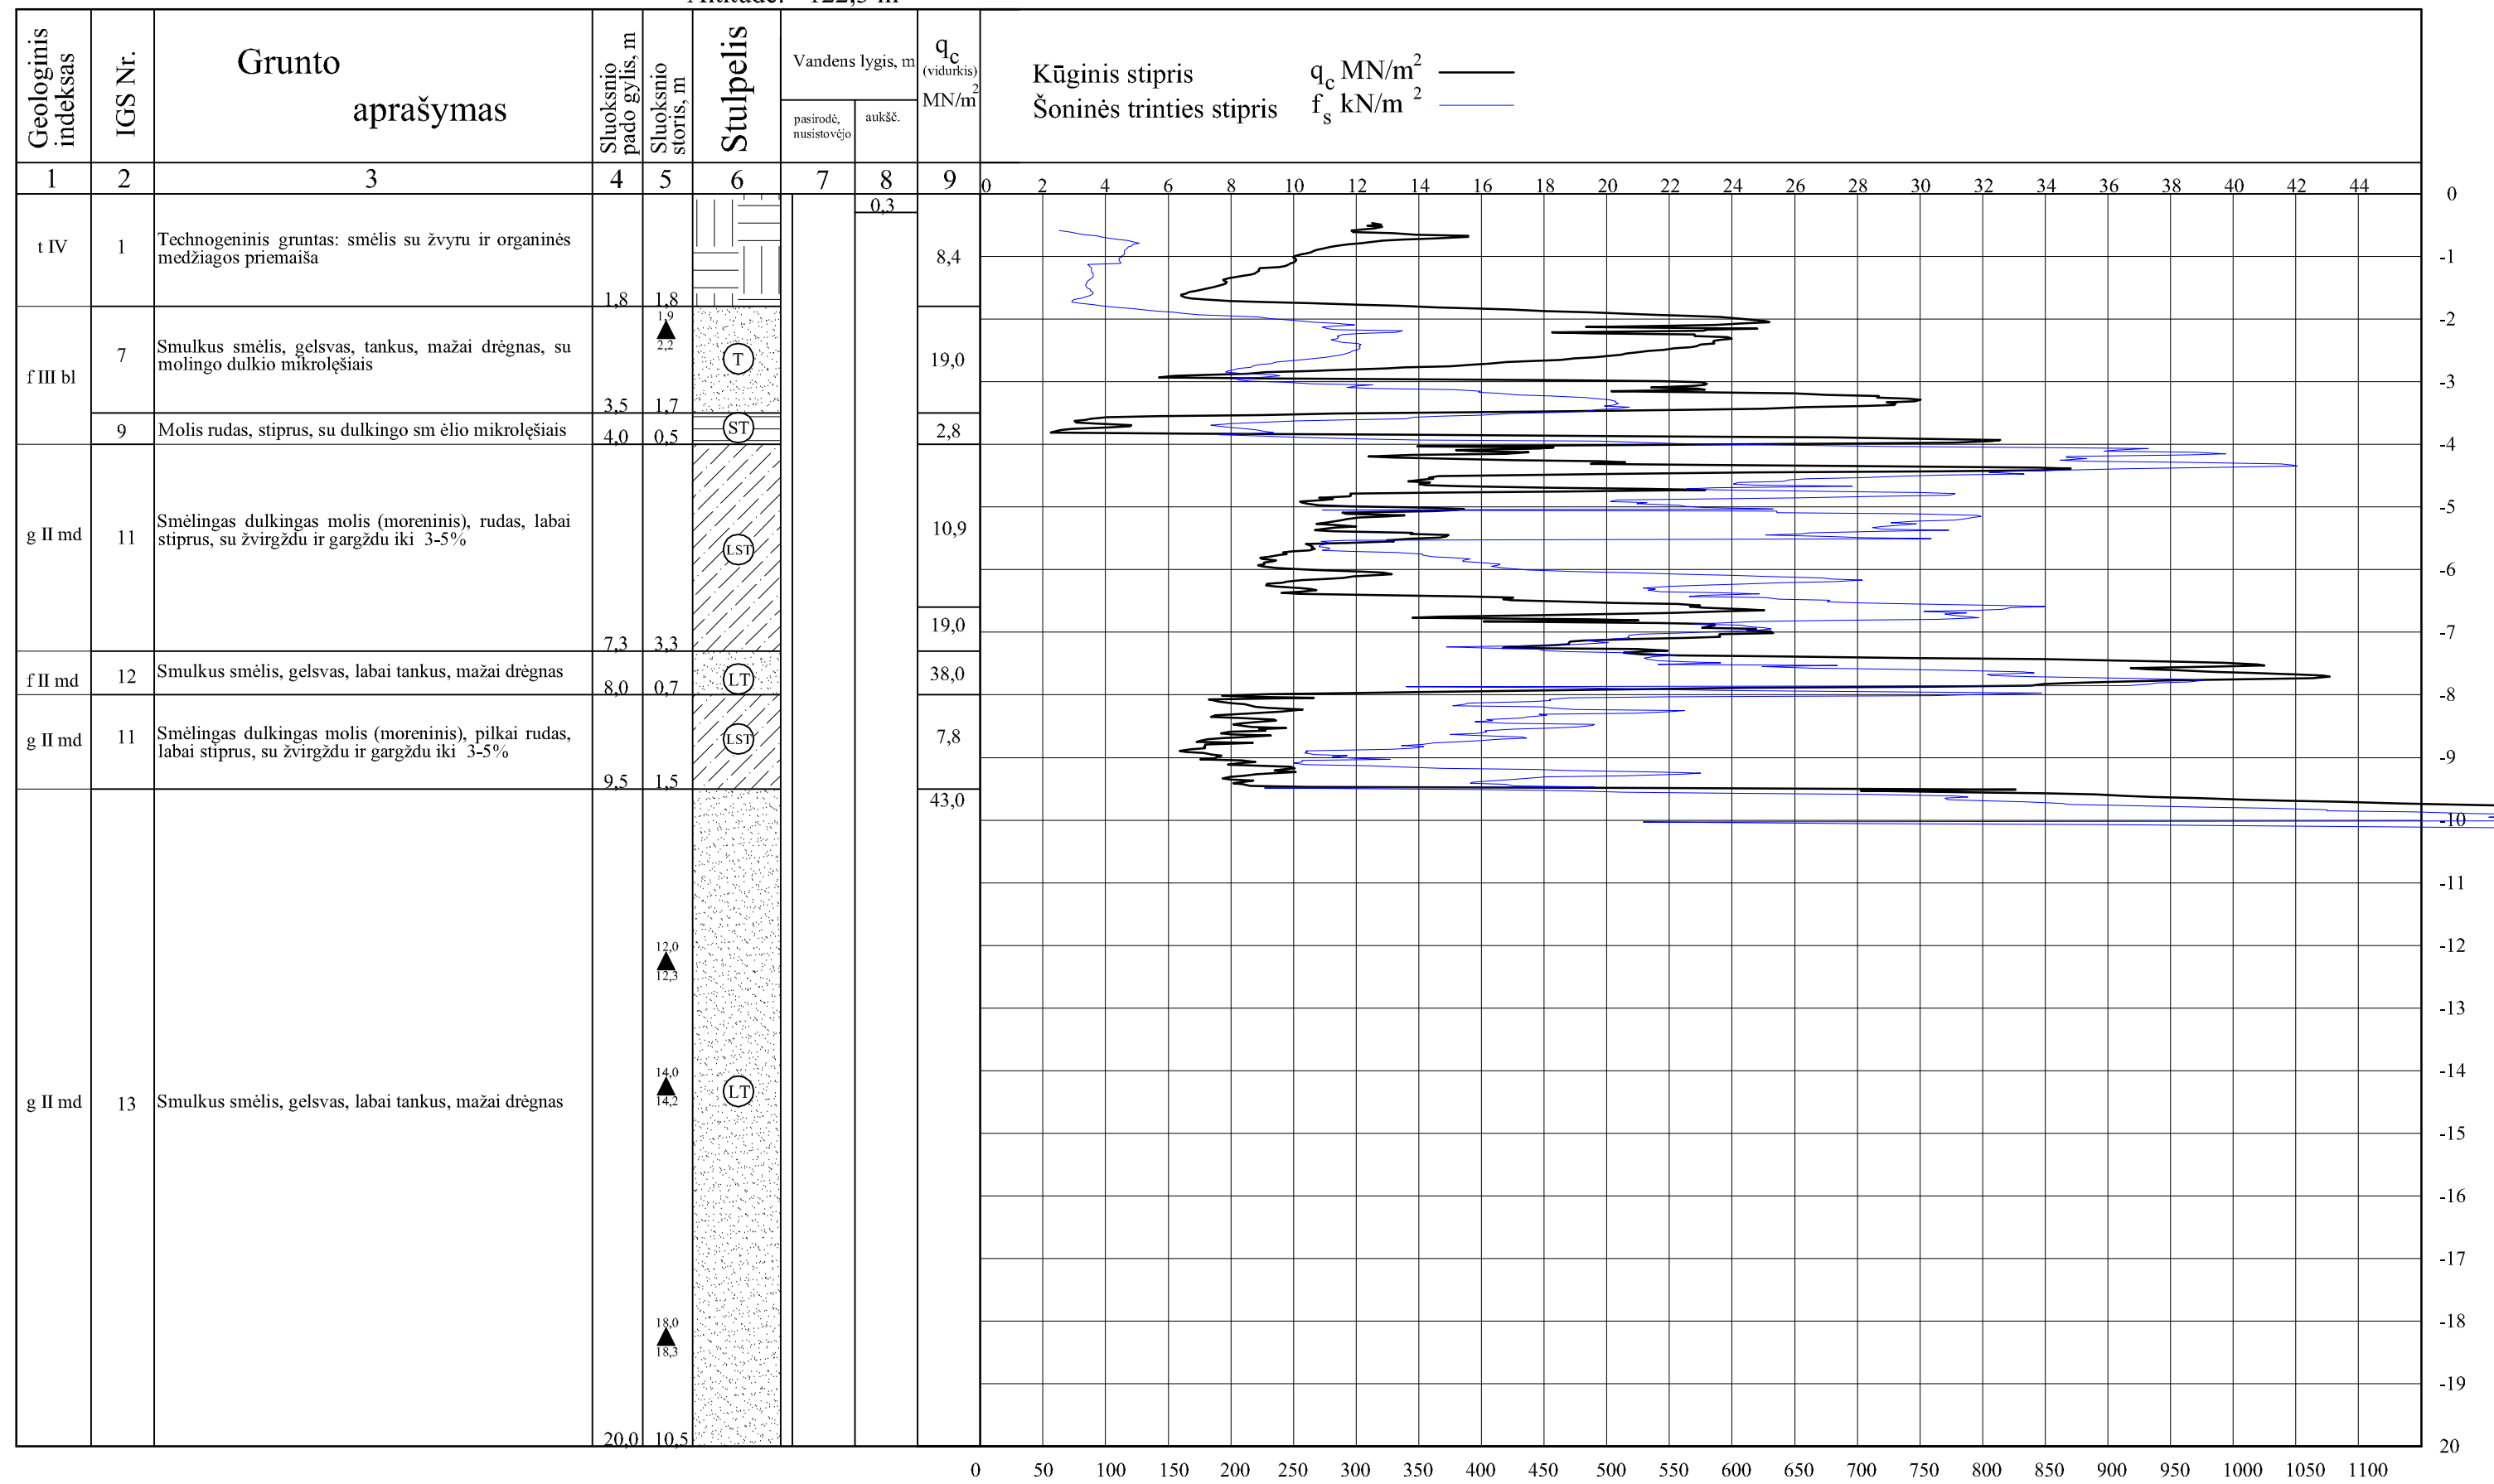 Geologinis indeksas
IGS Nr.
Grunto
aprašymas
Sluoksnio pado gylis, m
Sluoksnio storis, m
Stulpelis
Vandens lygis, m
pasirodė,
nusistovėjo
aukšč.
qc
(vidurkis)
MN/m2
Kūginis stipris qc MN/m2
Šoninės trinties stipris fs kN/m 2
1 2 3 4 5 6 7 8 9
0 2 4 6 8 10 12 14 16 18 20 22 24 26 28 30 32 34 36 38 40 42 44
0
0,3
t IV 1
Technogeninis gruntas: smėlis su žvyru ir organinės
medžiagos priemaiša
1,8 1,8
8,4
-1
f III bl
7
Smulkus smėlis, gelsvas, tankus, mažai drėgnas, su
molingo dulkio mikrolęšiais
3,5 1,7
1,9
2,2
T
19,0
-2
-3
9 Molis rudas, stiprus, su dulkingo sm ėlio mikrolęšiais 4,0 0,5 ST 2,8
-4
g II md 11
Smėlingas dulkingas molis (moreninis), rudas, labai
stiprus, su žvirgždu ir gargždu iki 3-5%
7,3 3,3
LST
10,9
19,0
-5
-6
-7
f II md 12 Smulkus smėlis, gelsvas, labai tankus, mažai drėgnas 8,0 0,7 LT 38,0
-8
g II md 11
Smėlingas dulkingas molis (moreninis), pilkai rudas,
labai stiprus, su žvirgždu ir gargždu iki 3-5%
9,5 1,5
LST
7,8
-9
43,0
-10
-11
12,0
12,3
-12
-13
14,0
14,2
-14
g II md 13 Smulkus smėlis, gelsvas, labai tankus, mažai drėgnas LT
-15
-16
-17
18,0
18,3
-18
-19
20,0 10,5
20
0 50 100 150 200 250 300 350 400 450 500 550 600 650 700 750 800 850 900 950 1000 1050 1100